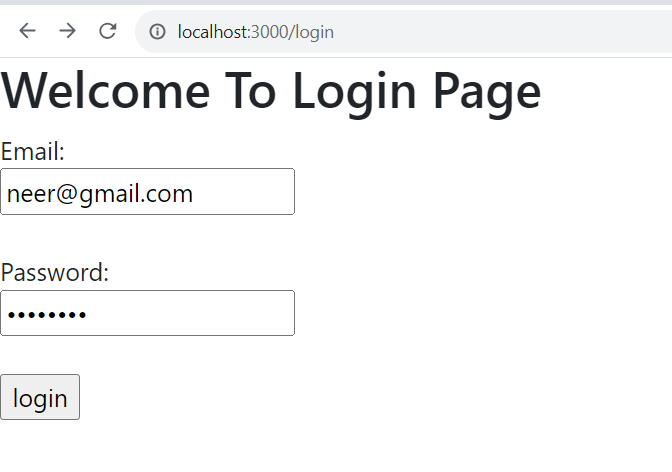 localhost:3000/login
Welcome To Login Page
Email:
neer@gmail.com
Password:
••••••••
login